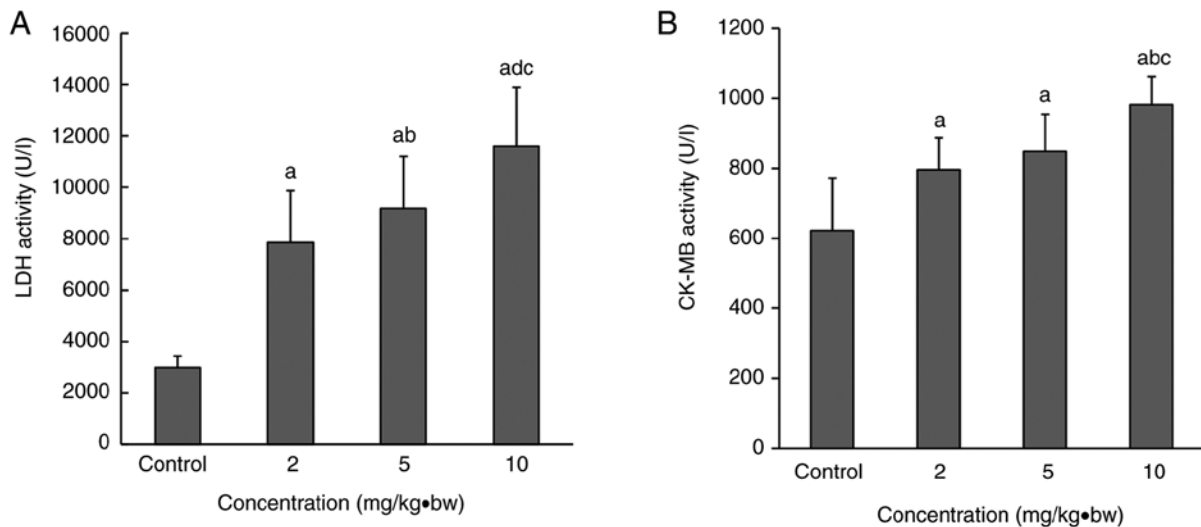 A
16000
14000
12000
10000
8000
6000
4000
2000
0
LDH activity (U/l)
a
ab
adc
Control 2 5 10
Concentration (mg/kg•bw)
B
1200
1000
800
600
400
200
0
CK-MB activity (U/l)
a
a
abc
Control 2 5 10
Concentration (mg/kg•bw)